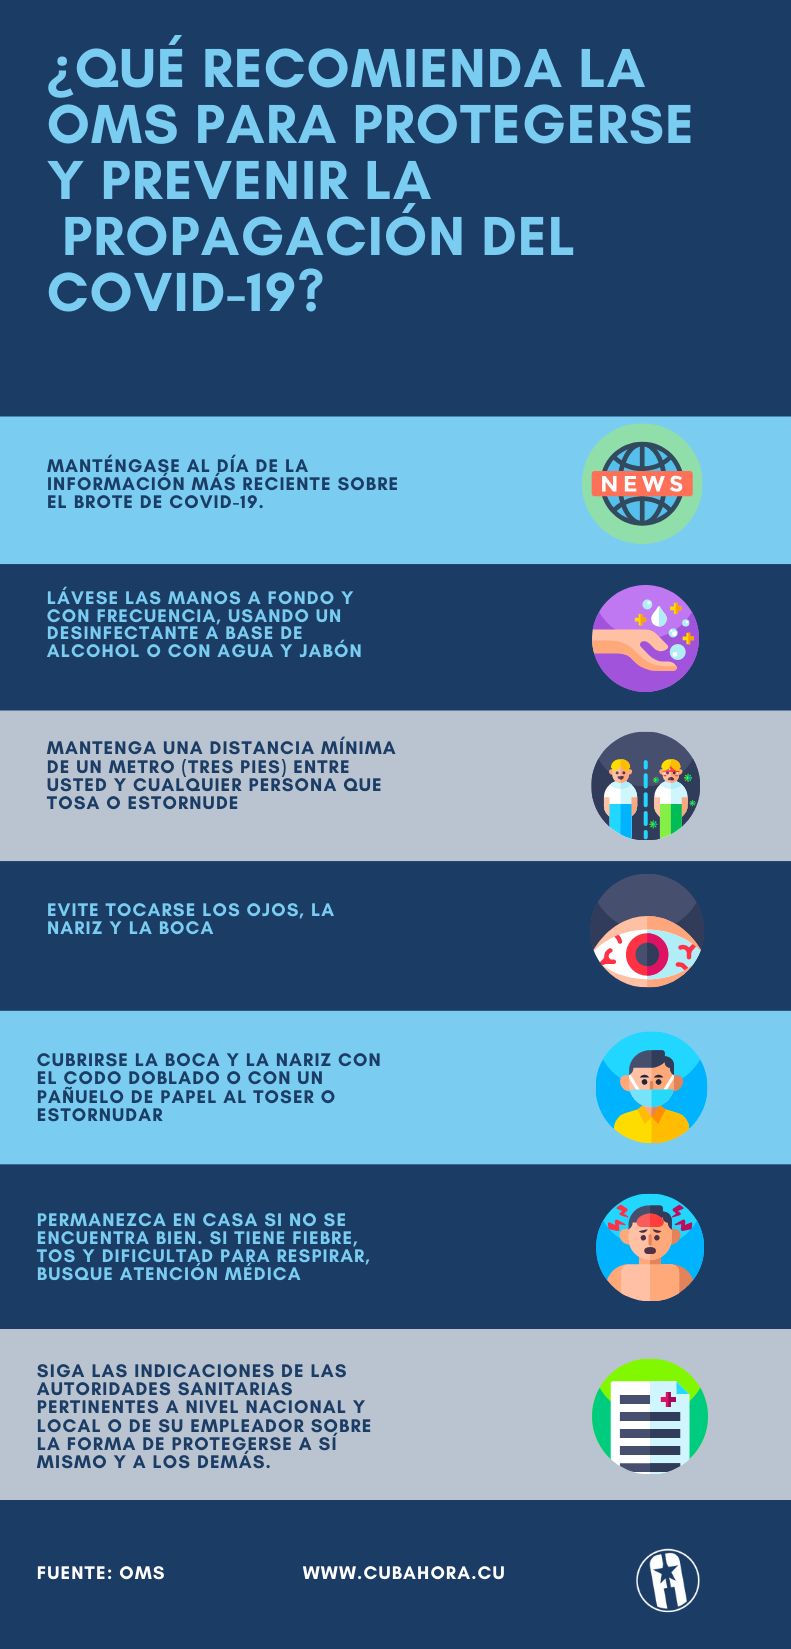 ¿QUÉ RECOMIENDA LA
OMS PARA PROTEGERSE
Y PREVENIR LA
PROPAGACIÓN DEL
COVID-19?
MANTÉNGASE AL DÍA DE LA
INFORMACIÓN MÁS RECIENTE SOBRE
EL BROTE DE COVID-19.
NEWS
LÁVESE LAS MANOS A FONDO Y
CON FRECUENCIA, USANDO UN
DESINFECTANTE A BASE DE
ALCOHOL O CON AGUA Y JABÓN
MANTENGA UNA DISTANCIA MÍNIMA
DE UN METRO (TRES PIES) ENTRE
USTED Y CUALQUIER PERSONA QUE
TOSA O ESTORNUDE
EVITE TOCARSE LOS OJOS, LA
NARIZ Y LA BOCA
CUBRIRSE LA BOCA Y LA NARIZ CON
EL CODO DOBLADO O CON UN
PAÑUELO DE PAPEL AL TOSER O
ESTORNUDAR
PERMANEZCA EN CASA SI NO SE
ENCUENTRA BIEN. SI TIENE FIEBRE,
TOS Y DIFICULTAD PARA RESPIRAR,
BUSQUE ATENCIÓN MÉDICA
SIGA LAS INDICACIONES DE LAS
AUTORIDADES SANITARIAS
PERTINENTES A NIVEL NACIONAL Y
LOCAL O DE SU EMPLEADOR SOBRE
LA FORMA DE PROTEGERSE A SÍ
MISMO Y A LOS DEMÁS.
FUENTE: OMS
WWW.CUBAHORA.CU